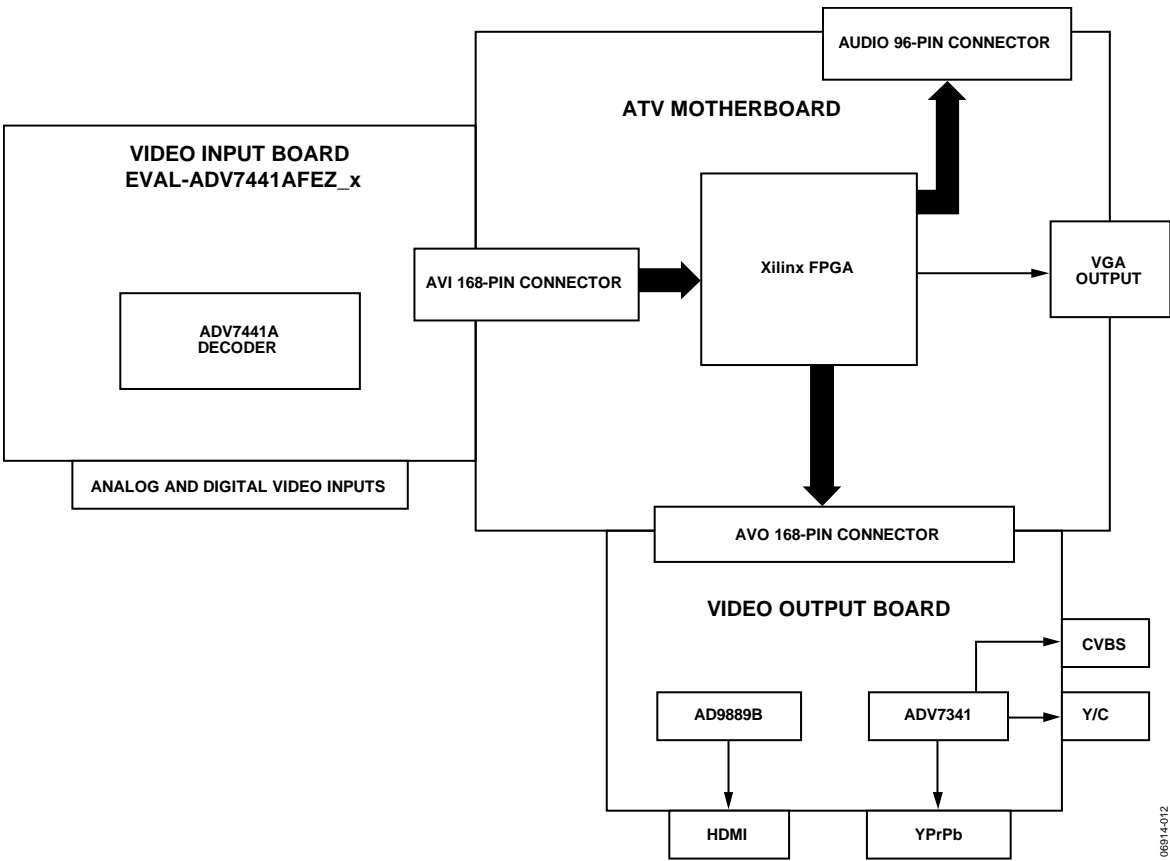 AUDIO 96-PIN CONNECTOR
ATV MOTHERBOARD
VIDEO INPUT BOARD
EVAL-ADV7441AFEZ_x
AVI 168-PIN CONNECTOR
Xilinx FPGA
VGA
OUTPUT
ADV7441A
DECODER
ANALOG AND DIGITAL VIDEO INPUTS
AVO 168-PIN CONNECTOR
VIDEO OUTPUT BOARD
CVBS
AD9889B
ADV7341
Y/C
HDMI
YPrPb
06914-012